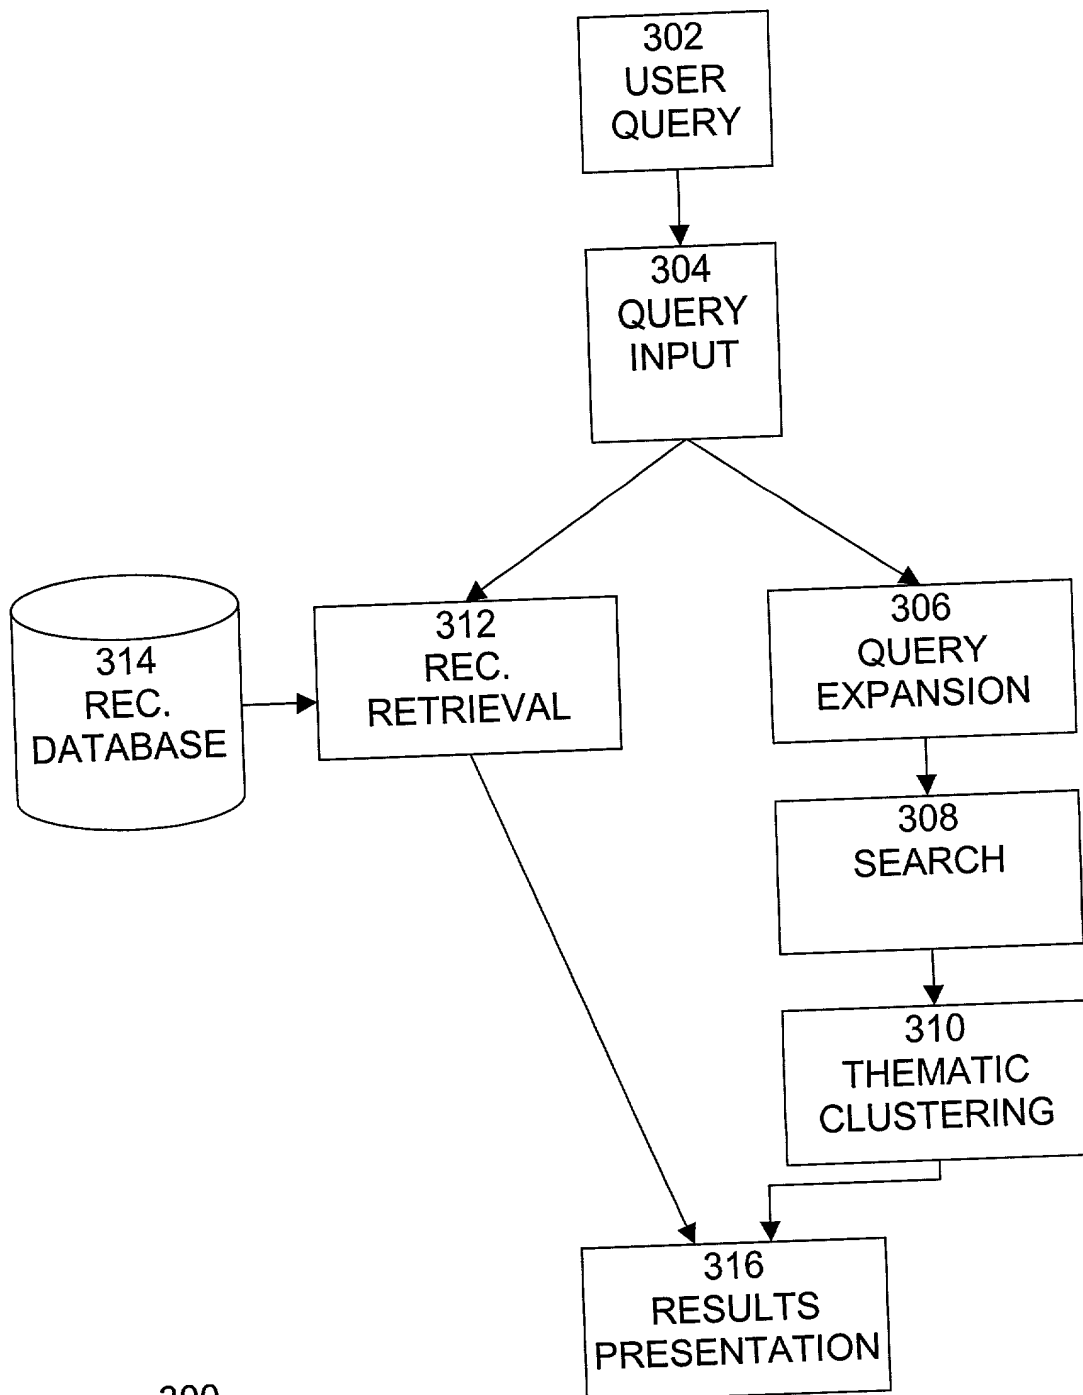 302
USER
QUERY
304
QUERY
INPUT
314
REC.
DATABASE
312
REC.
RETRIEVAL
306
QUERY
EXPANSION
308
SEARCH
310
THEMATIC
CLUSTERING
316
RESULTS
PRESENTATION